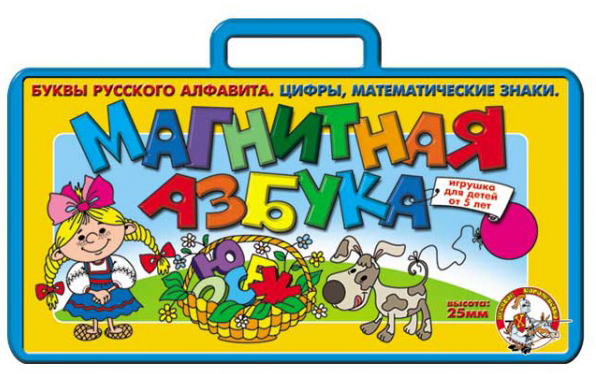 БУКВЫ РУССКОГО АЛФАВИТА. ЦИФРЫ, МАТЕМАТИЧЕСКИЕ ЗНАКИ.
МАГНИТНАЯ
АЗБУКА
игрушка
для детей
от 5 лет
Ю
О С Б К
высота:
25мм